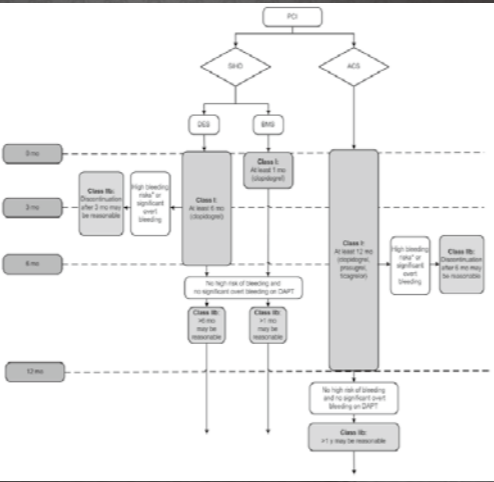 PCI
SIHD
ACS
DES
BMS
0 mo
3 mo
6 mo
12 mo
Class I:
At least 1 mo
(clopidogrel)
Class IIb:
Discontinuation
after 3 mo may
be reasonable
High bleeding
risk* or
significant
overt
bleeding
Class I:
At least 6 mo
(clopidogrel)
Class I:
At least 12 mo
(clopidogrel,
prasugrel,
ticagrelor)
High bleeding
risk* or
significant
overt
bleeding
Class IIb:
Discontinuation
after 6 mo may
be reasonable
No high risk of bleeding and
no significant overt bleeding on DAPT
Class IIb:
>6 mo
may be
reasonable
Class IIb:
>1 mo
may be
reasonable
No high risk of bleeding
and no significant overt
bleeding on DAPT
Class IIb:
>1 y may be reasonable